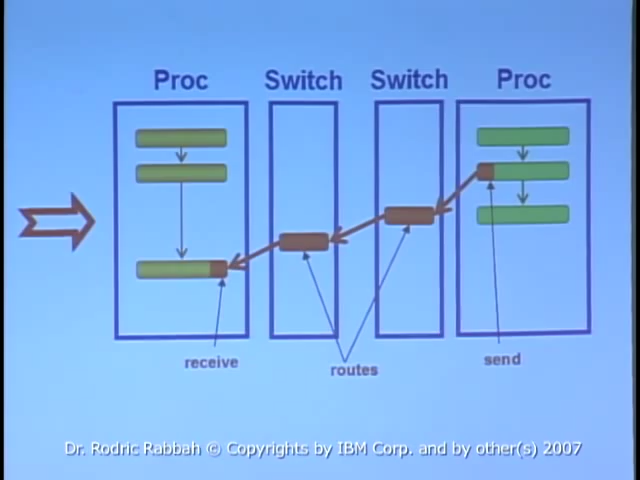 Proc Switch Switch Proc
receive routes send
Dr. Rodric Rabbah © Copyrights by IBM Corp. and by other(s) 2007